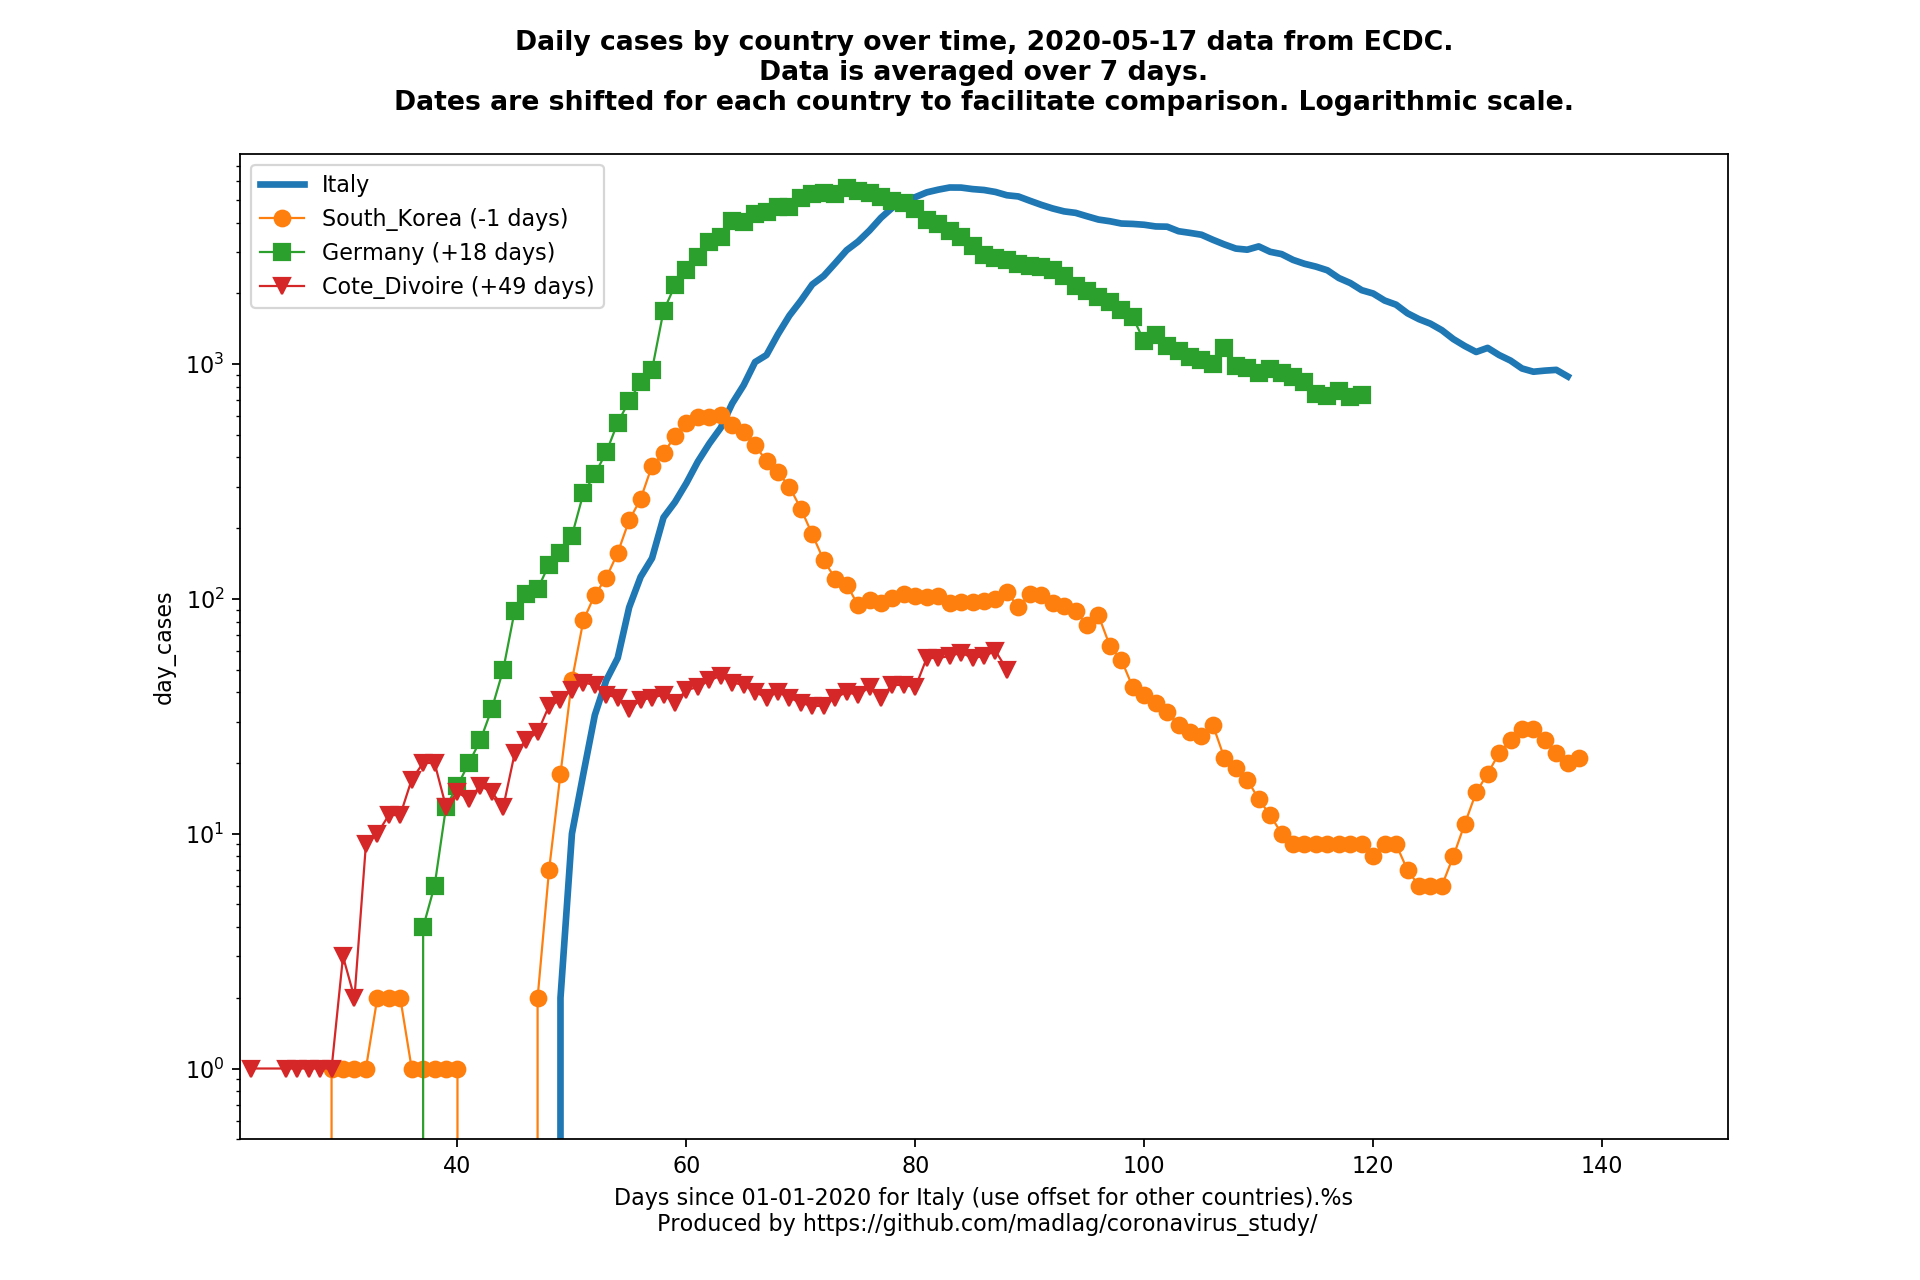 Daily cases by country over time, 2020-05-17 data from ECDC.
Data is averaged over 7 days.
Dates are shifted for each country to facilitate comparison. Logarithmic scale.
Italy
South_Korea (-1 days)
Germany (+18 days)
Cote_Divoire (+49 days)
day_cases
10³
10²
10¹
10⁰
40 60 80 100 120 140
Days since 01-01-2020 for Italy (use offset for other countries).%s
Produced by https://github.com/madlag/coronavirus_study/